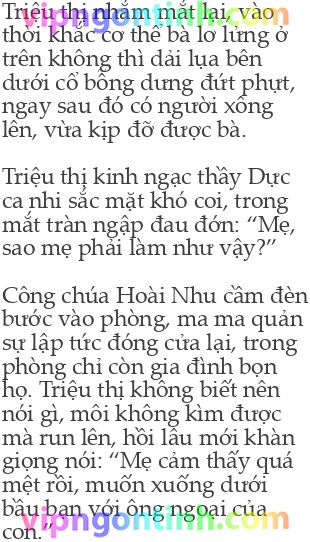 vipngontinh.com
Triệu thị nhắm mắt lại, vào
thời khắc cơ thể bà lơ lửng ở
trên không thì dải lụa bên
dưới cổ bỗng dưng đứt phựt,
ngay sau đó có người xông
lên, vừa kịp đỡ được bà.
Triệu thị kinh ngạc thầy Dực
ca nhi sắc mặt khó coi, trong
mắt tràn ngập đau đớn: “Mẹ,
sao mẹ phải làm như vậy?”
Công chúa Hoài Nhu cầm đèn
bước vào phòng, ma ma quản
sự lập tức đóng cửa lại, trong
phòng chỉ còn gia đình bọn
họ. Triệu thị không biết nên
nói gì, môi không kìm được
mà run lên, hồi lâu mới khàn
giọng nói: “Mẹ cảm thấy quá
mệt rồi, muốn xuống dưới
bầu bạn với ông ngoại của
con.”
vipngontinh.com